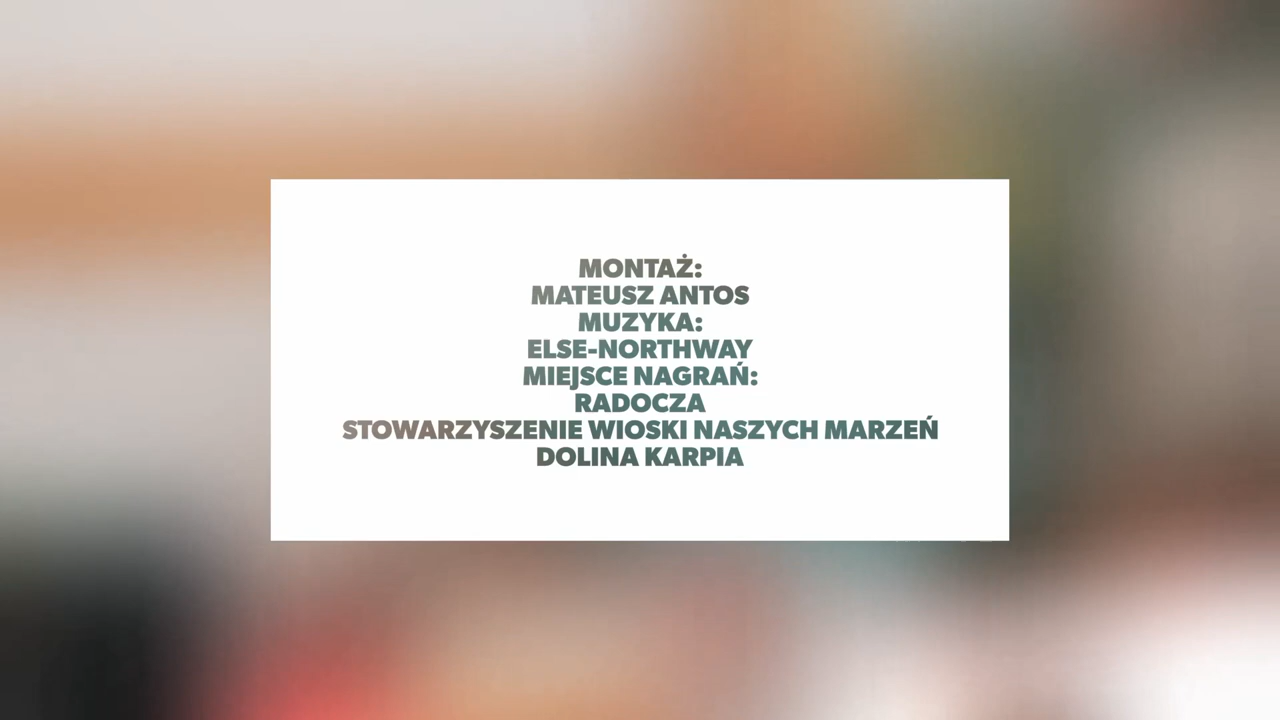 MONTAŻ:
MATEUSZ ANTOS
MUZYKA:
ELSE-NORTHWAY
MIEJSCE NAGRAŃ:
RADOCZA
STOWARZYSZENIE WIOSKI NASZYCH MARZEŃ
DOLINA KARPIA